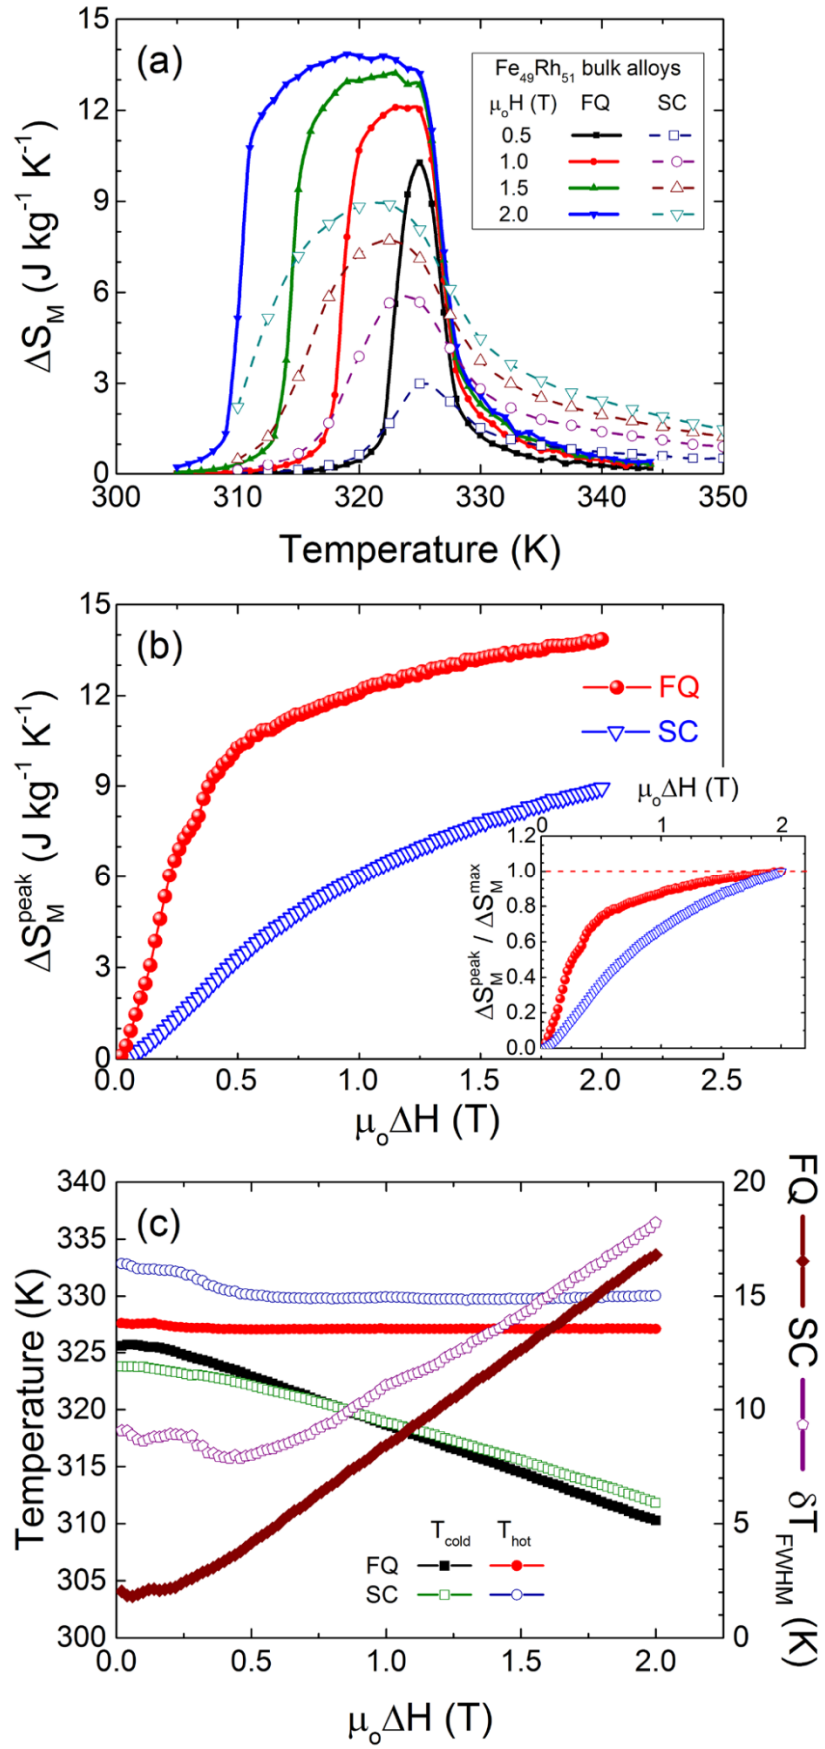 (a)
Fe49Rh51 bulk alloys
μoH (T) FQ SC
0.5
1.0
1.5
2.0
15
12
9
6
3
0
ΔSM (J kg-1 K-1)
300 310 320 330 340 350
Temperature (K)
(b)
FQ
SC
15
12
9
6
3
0
ΔSMpeak (J kg-1 K-1)
0.0 0.5 1.0 1.5 2.0 2.5
μoΔH (T)
μoΔH (T)
0 1 2
1.0
0.8
0.6
0.4
0.2
0.0
ΔSMpeak / ΔSMmax
(c)
340
335
330
325
320
315
310
305
300
Temperature (K)
Tcold Thot
FQ
SC
20
15
10
5
0
FQ SC δTFWHM (K)
0.0 0.5 1.0 1.5 2.0
μoΔH (T)